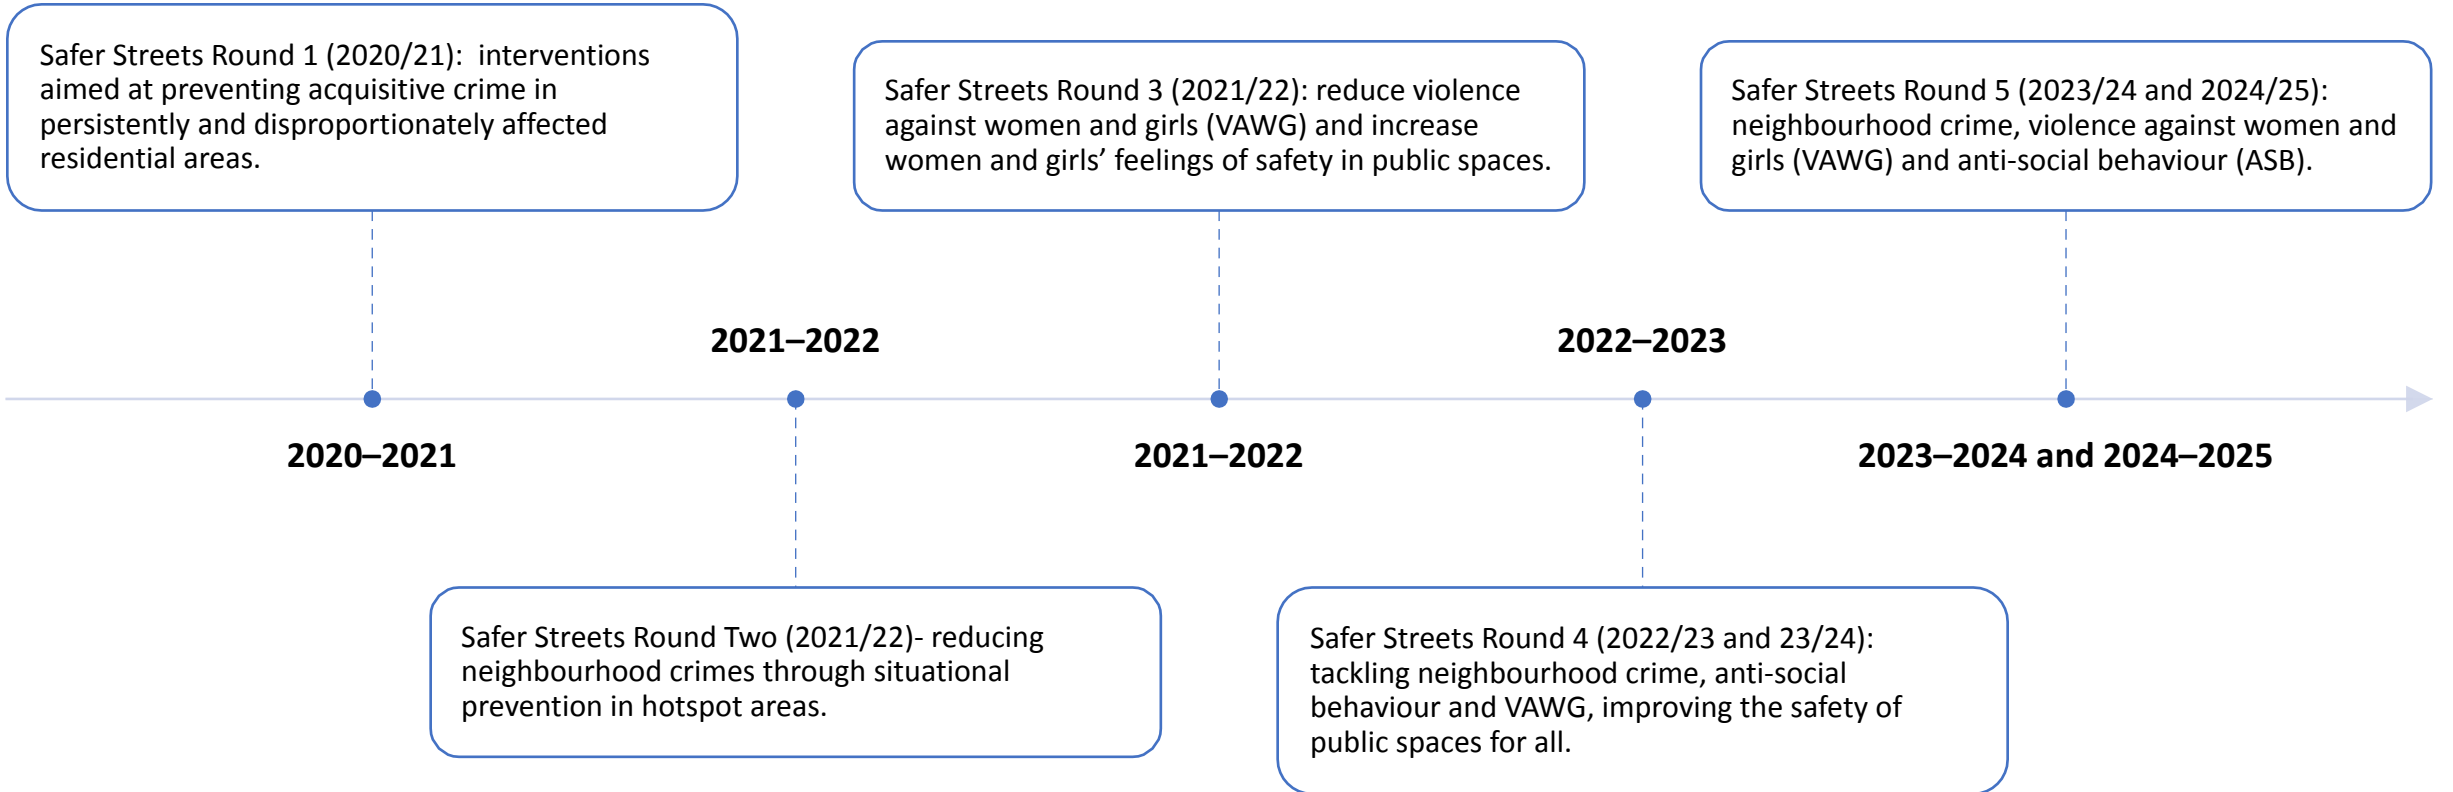 Safer Streets Round 1 (2020/21):  interventions
aimed at preventing acquisitive crime in
persistently and disproportionately affected
residential areas.
Safer Streets Round 3 (2021/22): reduce violence
against women and girls (VAWG) and increase
women and girls’ feelings of safety in public spaces.
Safer Streets Round 5 (2023/24 and 2024/25):
neighbourhood crime, violence against women and
girls (VAWG) and anti-social behaviour (ASB).
2021–2022
2022–2023
2020–2021
2021–2022
2023–2024 and 2024–2025
Safer Streets Round Two (2021/22)- reducing
neighbourhood crimes through situational
prevention in hotspot areas.
Safer Streets Round 4 (2022/23 and 23/24):
tackling neighbourhood crime, anti-social
behaviour and VAWG, improving the safety of
public spaces for all.